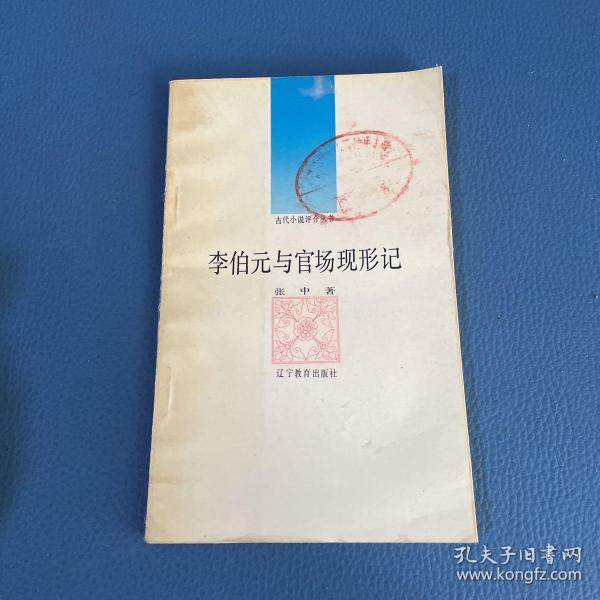 古代小说评介丛书
李伯元与官场现形记
张中著
辽宁教育出版社
孔夫子旧书网
www.kongfz.com